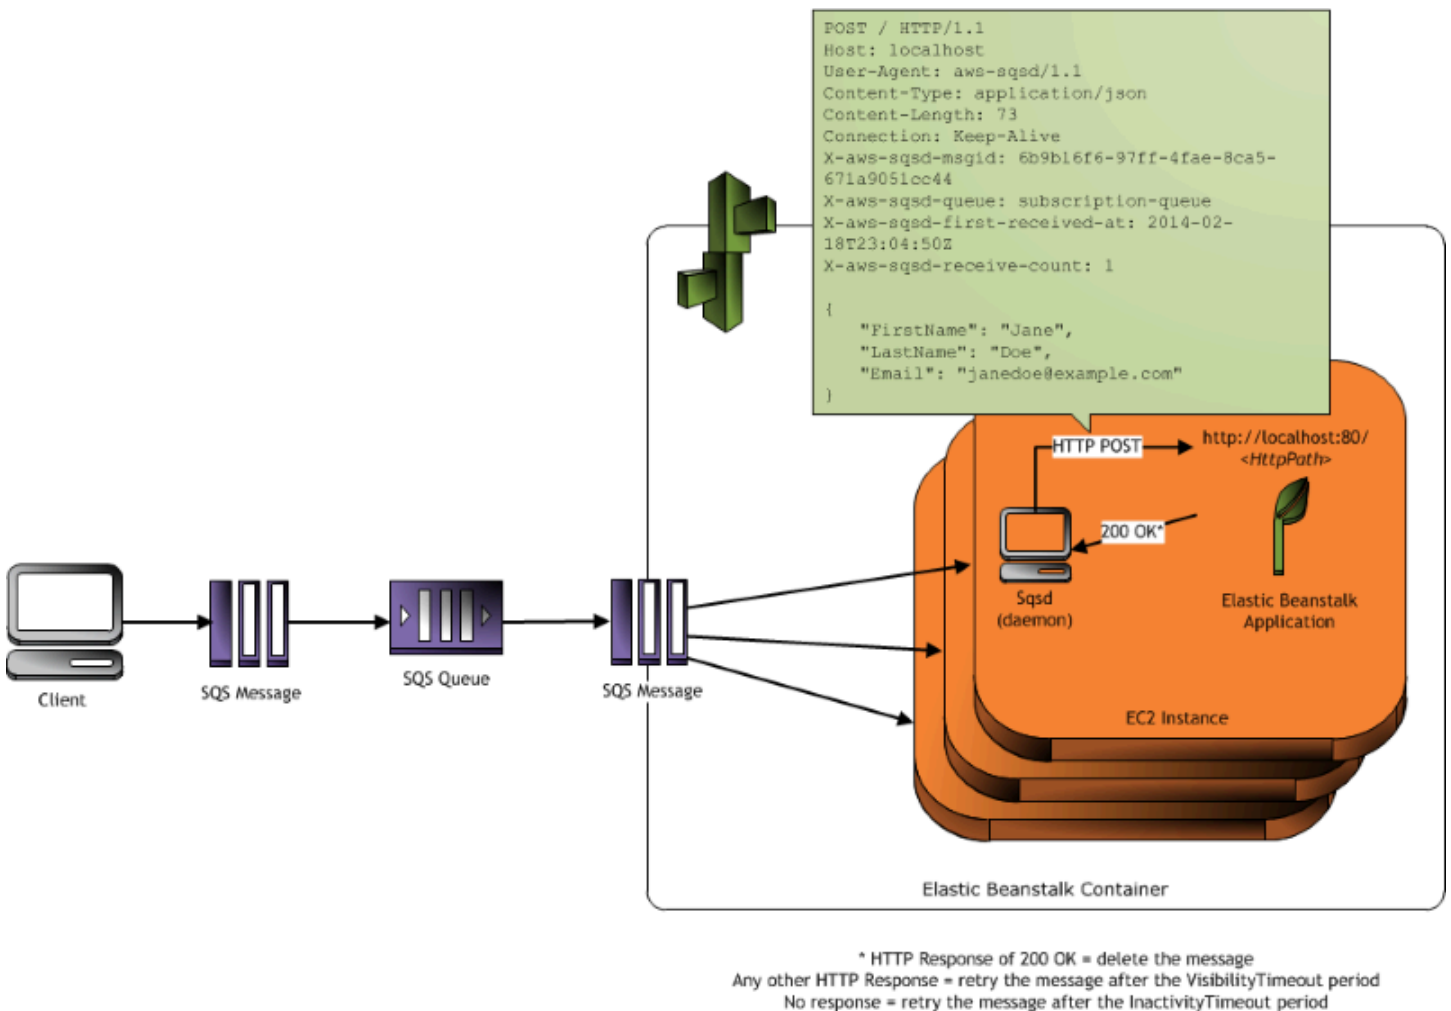 POST / HTTP/1.1
Host: localhost
User-Agent: aws-sqsd/1.1
Content-Type: application/json
Content-Length: 73
Connection: Keep-Alive
X-aws-sqsd-msgid: 6b9b16f6-97ff-4fae-8ca5-
671a9051cc44
X-aws-sqsd-queue: subscription-queue
X-aws-sqsd-first-received-at: 2014-02-
18T23:04:50Z
X-aws-sqsd-receive-count: 1
{
"FirstName": "Jane",
"LastName": "Doe",
"Email": "janedoe@example.com"
}
HTTP POST
http://localhost:80/
<HttpPath>
200 OK*
Sqsd
(daemon)
Elastic Beanstalk
Application
EC2 Instance
Client
SQS Message
SQS Queue
SQS Message
Elastic Beanstalk Container
* HTTP Response of 200 OK = delete the message
Any other HTTP Response = retry the message after the VisibilityTimeout period
No response = retry the message after the InactivityTimeout period